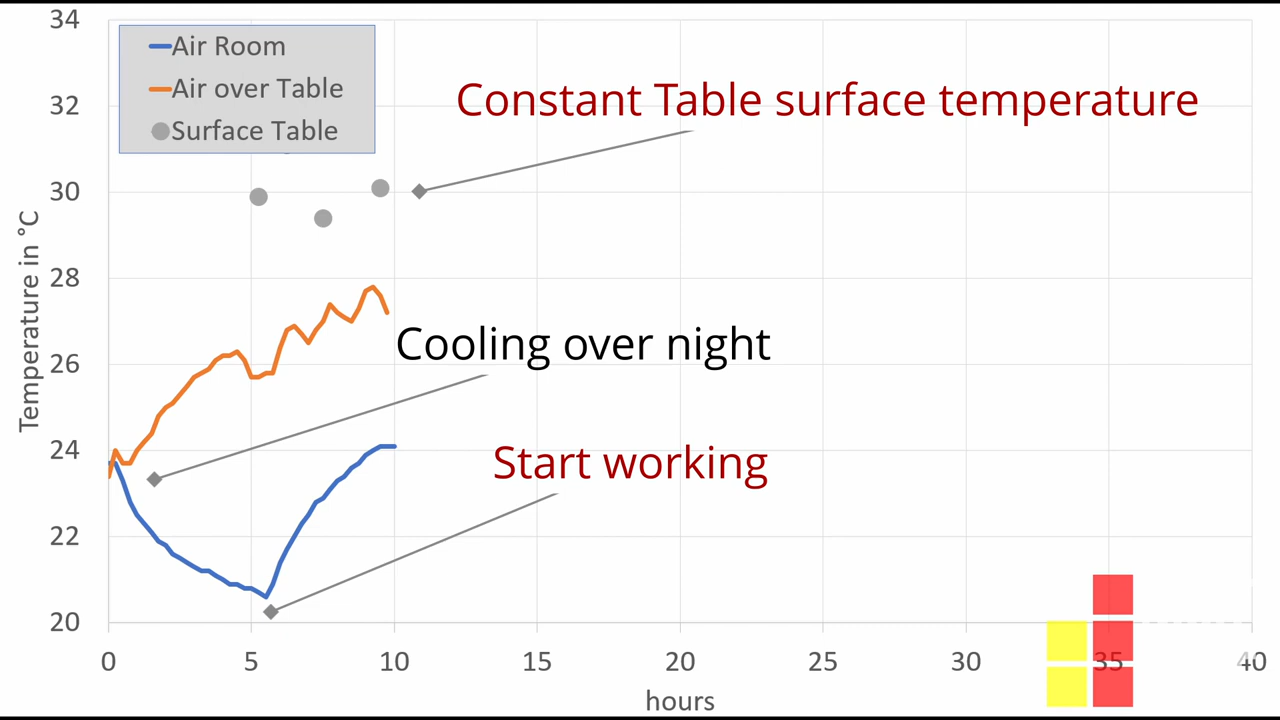 34
Air Room
Air over Table
Surface Table
32
Constant Table surface temperature
30
28
Temperature in °C
Cooling over night
26
24
Start working
22
20
0 5 10 15 20 25 30 35 40
hours